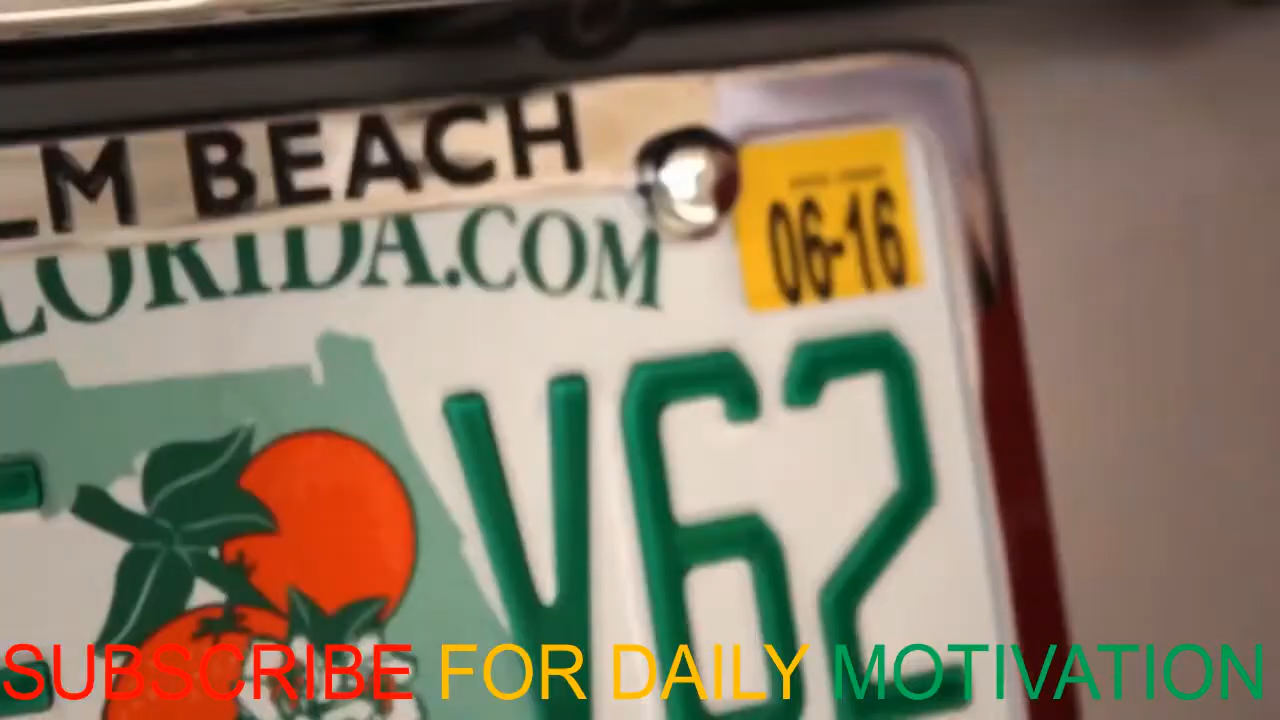 LM BEACH
LORIDA.COM
06-16
V62
SUBSCRIBE FOR DAILY MOTIVATION